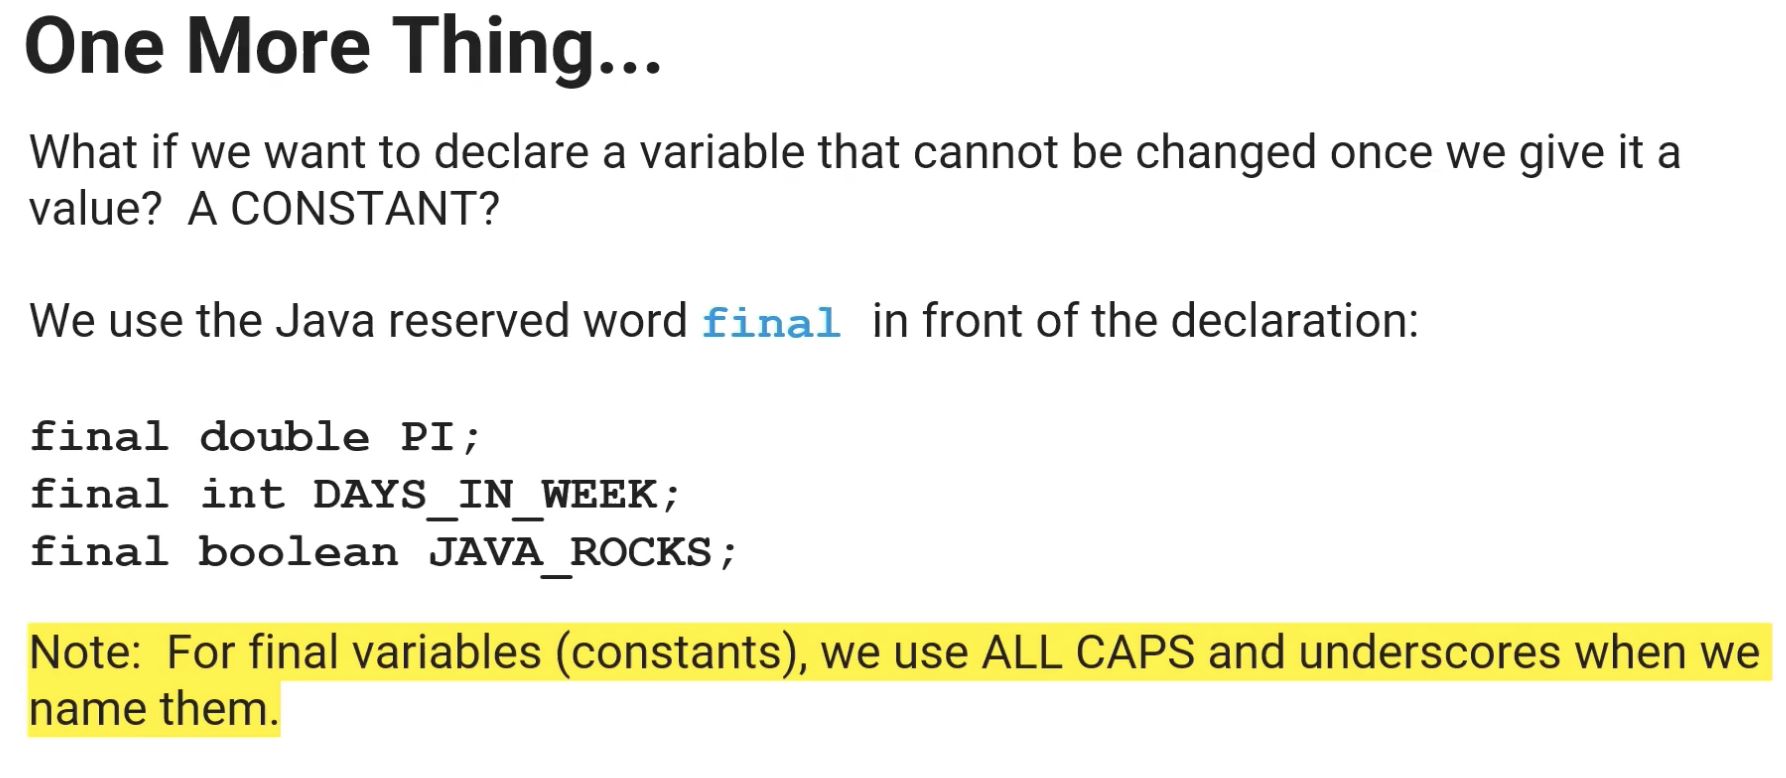 One More Thing...
What if we want to declare a variable that cannot be changed once we give it a
value?  A CONSTANT?
We use the Java reserved word final in front of the declaration:
final double PI;
final int DAYS_IN_WEEK;
final boolean JAVA_ROCKS;
Note:  For final variables (constants), we use ALL CAPS and underscores when we
name them.